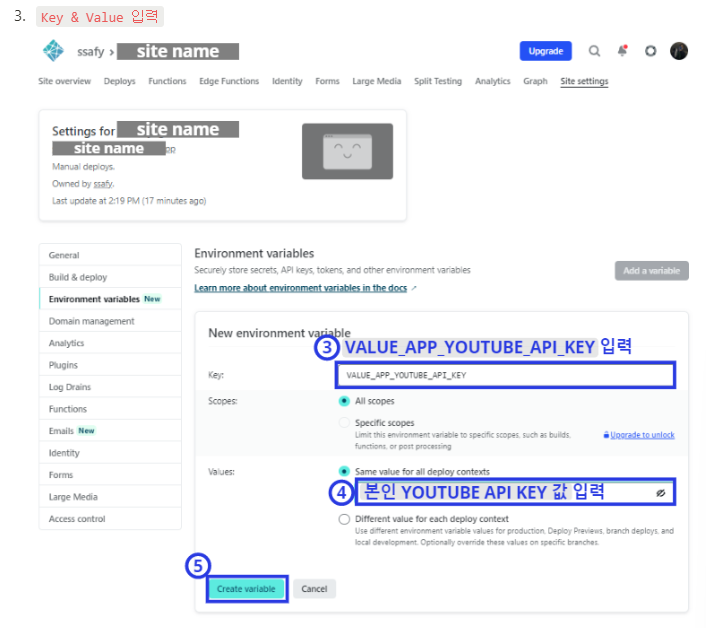 3. Key & Value 입력
ssafy > site name
Upgrade
Site overview Deploys Functions Edge Functions Identity Forms Large Media Split Testing Analytics Graph Site settings
Settings for site name
site name
Manual deploys.
Owned by ssafy.
Last update at 2:19 PM (17 minutes ago)
General
Build & deploy
Environment variables New
Domain management
Analytics
Plugins
Log Drains
Functions
Emails New
Identity
Forms
Large Media
Access control
Environment variables
Securely store secrets, API keys, tokens, and other environment variables
Learn more about environment variables in the docs
Add a variable
New environment variable
③ VALUE_APP_YOUTUBE_API_KEY 입력
Key: VALUE_APP_YOUTUBE_API_KEY
Scopes: All scopes
Specific scopes
Limit this environment variable to specific scopes, such as builds,
functions, or post processing
Upgrade to unlock
Values: Same value for all deploy contexts
④ 본인 YOUTUBE API KEY 값 입력
Different value for each deploy context
Use different environment variable values for production, Deploy Previews, branch deploys, and
local development. Optionally override these values on specific branches.
⑤
Create variable Cancel